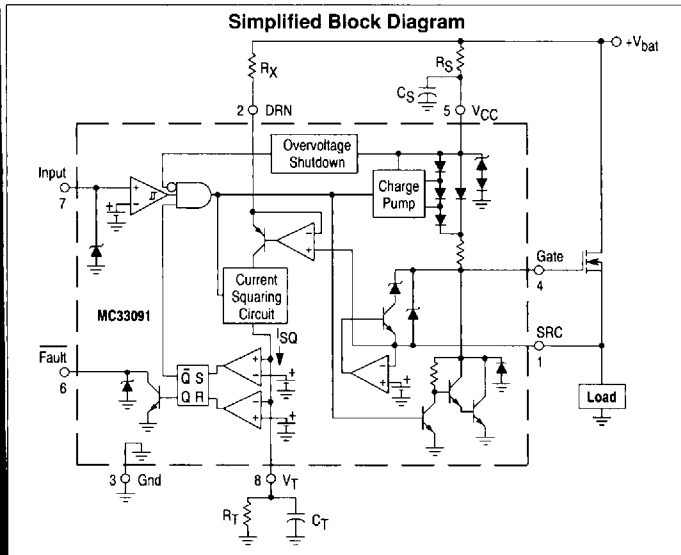 Simplified Block Diagram
+Vbat
RX
RS
CS
2 DRN
5 VCC
Overvoltage
Shutdown
Input
7
Charge
Pump
Gate
4
Current
Squaring
Circuit
MC33091
ISQ
SRC
1
Fault
6
Q̅ S
Q R
Load
3 Gnd
8 VT
RT
CT